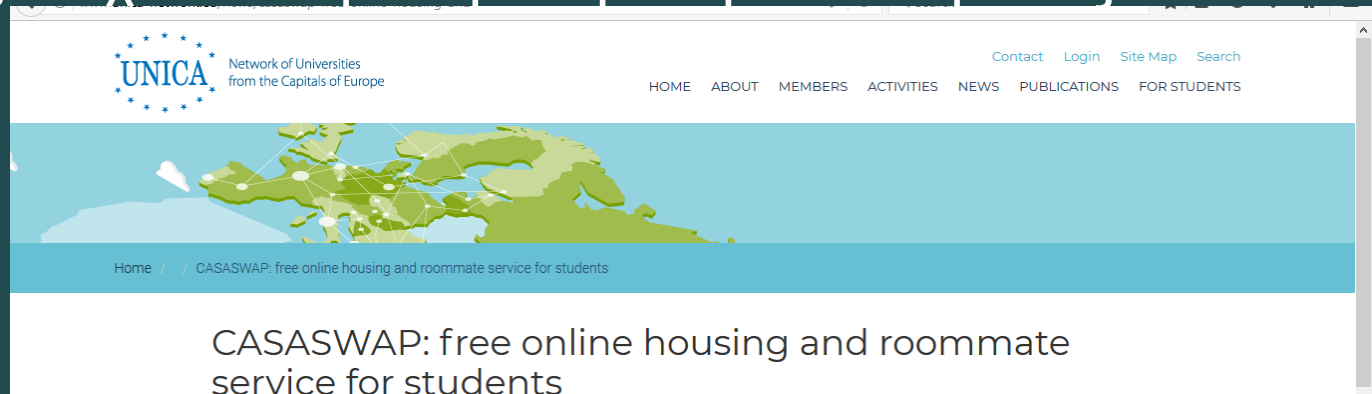 Contact Login Site Map Search
UNICA Network of Universities
from the Capitals of Europe
HOME ABOUT MEMBERS ACTIVITIES NEWS PUBLICATIONS FOR STUDENTS
Home / / CASASWAP: free online housing and roommate service for students
CASASWAP: free online housing and roommate
service for students